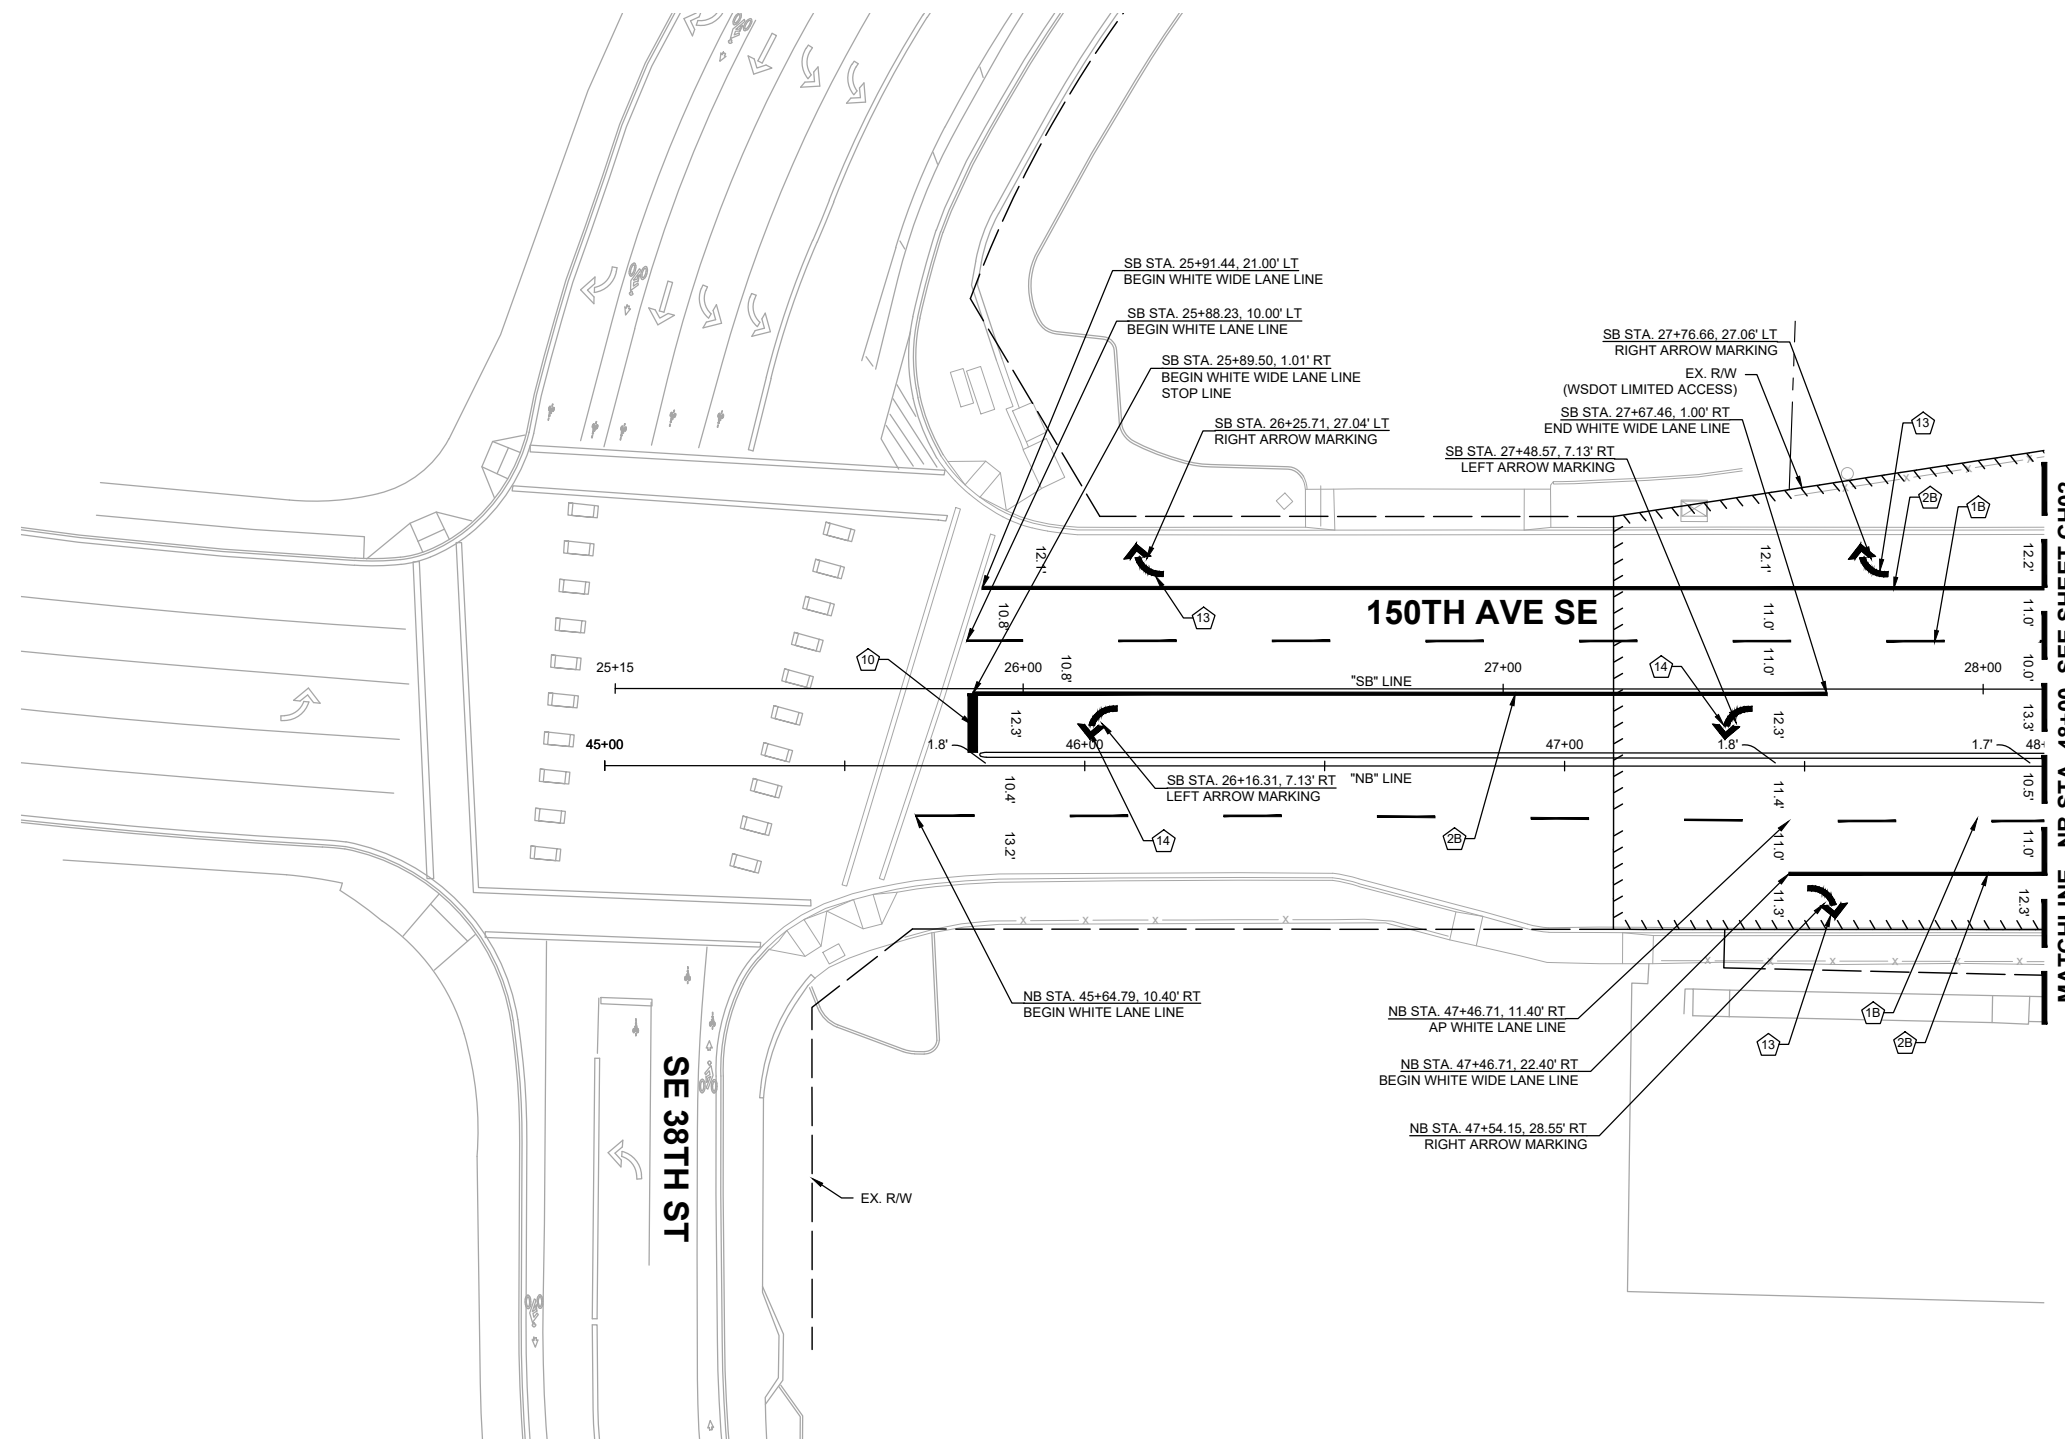 SB STA. 25+91.44, 21.00' LT
BEGIN WHITE WIDE LANE LINE
SB STA. 25+88.23, 10.00' LT
BEGIN WHITE LANE LINE
SB STA. 25+89.50, 1.01' RT
BEGIN WHITE WIDE LANE LINE
STOP LINE
SB STA. 26+25.71, 27.04' LT
RIGHT ARROW MARKING
SB STA. 27+76.66, 27.06' LT
RIGHT ARROW MARKING
EX. R/W
(WSDOT LIMITED ACCESS)
SB STA. 27+67.46, 1.00' RT
END WHITE WIDE LANE LINE
SB STA. 27+48.57, 7.13' RT
LEFT ARROW MARKING
13
2B
1B
12.1'
12.1'
12.2'
13
150TH AVE SE
10.8'
11.0'
11.0'
10
10.8'
11.0'
10.0'
14
25+15
26+00
27+00
28+00
"SB" LINE
12.3'
12.3'
13.3'
45+00
1.8'
46+00
47+00
1.8'
1.7'
48+
"NB" LINE
SB STA. 26+16.31, 7.13' RT
LEFT ARROW MARKING
10.4'
11.4'
10.5'
14
2B
13.2'
11.0'
11.0'
11.3'
12.3'
NB STA. 45+64.79, 10.40' RT
BEGIN WHITE LANE LINE
NB STA. 47+46.71, 11.40' RT
AP WHITE LANE LINE
1B
13
2B
NB STA. 47+46.71, 22.40' RT
BEGIN WHITE WIDE LANE LINE
NB STA. 47+54.15, 28.55' RT
RIGHT ARROW MARKING
SE 38TH ST
EX. R/W